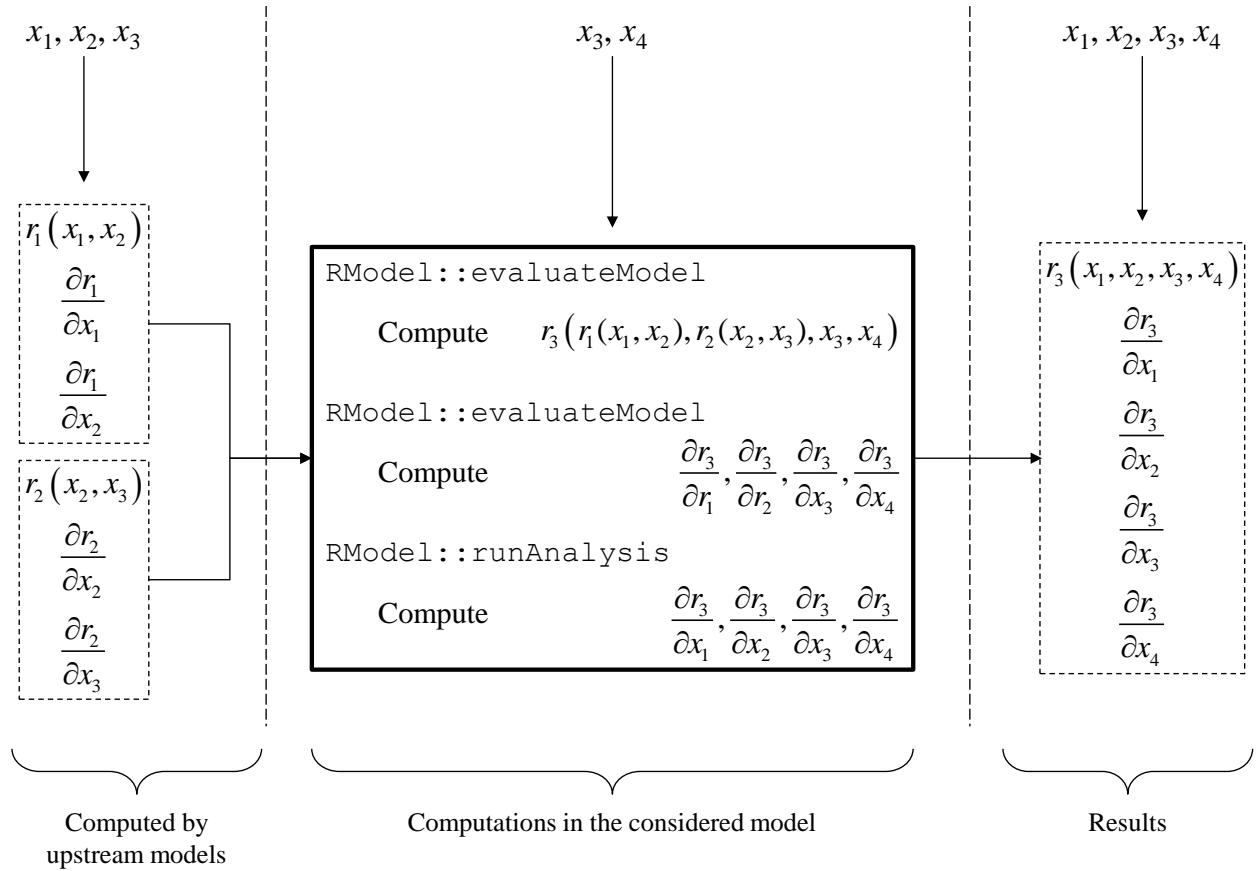 x₁, x₂, x₃
r₁(x₁, x₂)
∂r₁/∂x₁
∂r₁/∂x₂
r₂(x₂, x₃)
∂r₂/∂x₂
∂r₂/∂x₃
Computed by
upstream models
x₃, x₄
RModel::evaluateModel
Compute r₃(r₁(x₁, x₂), r₂(x₂, x₃), x₃, x₄)
RModel::evaluateModel
Compute ∂r₃/∂r₁, ∂r₃/∂r₂, ∂r₃/∂x₃, ∂r₃/∂x₄
RModel::runAnalysis
Compute ∂r₃/∂x₁, ∂r₃/∂x₂, ∂r₃/∂x₃, ∂r₃/∂x₄
Computations in the considered model
x₁, x₂, x₃, x₄
r₃(x₁, x₂, x₃, x₄)
∂r₃/∂x₁
∂r₃/∂x₂
∂r₃/∂x₃
∂r₃/∂x₄
Results